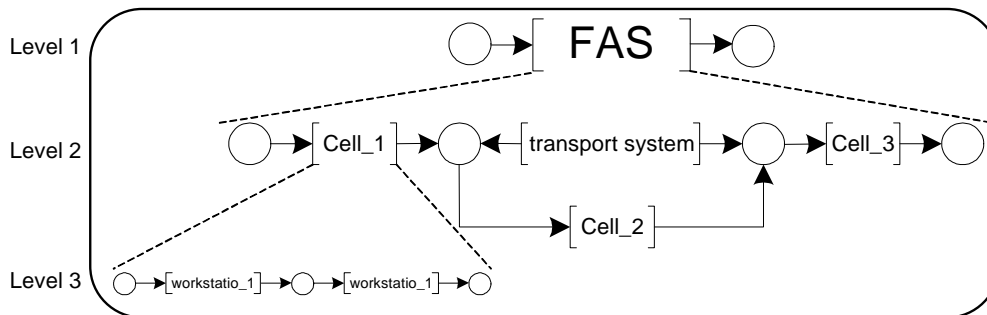 Level 1 FAS
Level 2 Cell_1 transport system Cell_3
Cell_2
Level 3 workstatio_1 workstatio_1